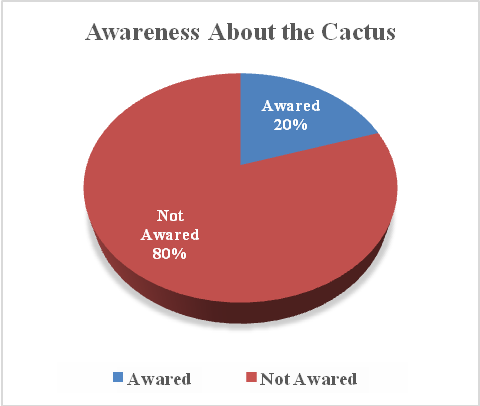 Awareness About the Cactus
Awared
20%
Not
Awared
80%
Awared
Not Awared